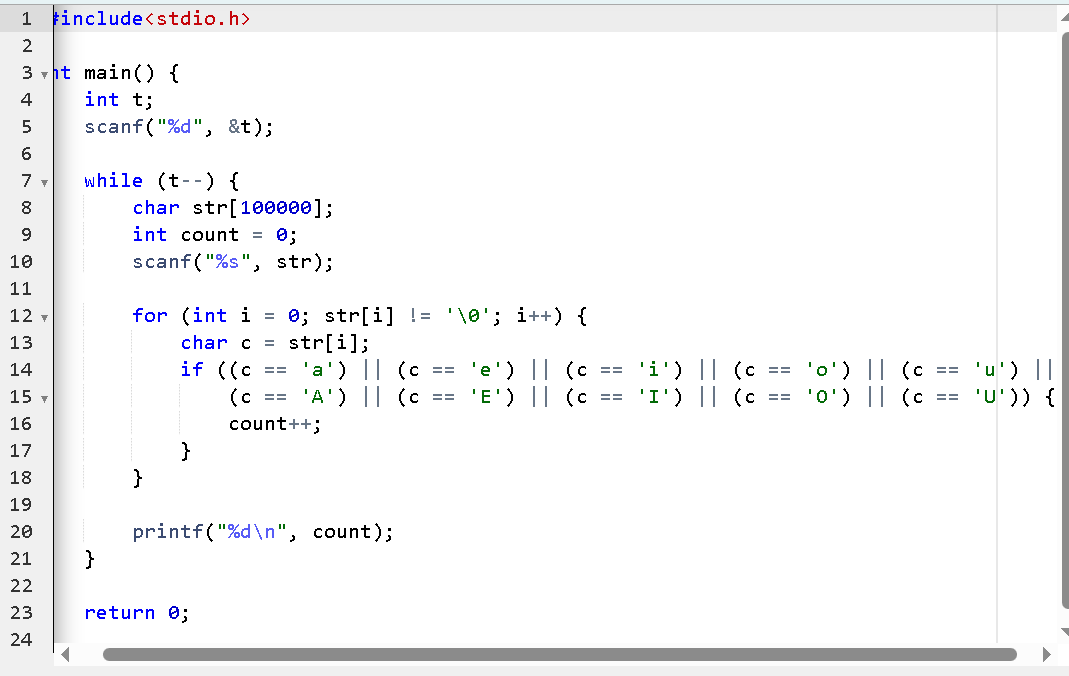 1 #include<stdio.h>
2
3 nt main() {
4 int t;
5 scanf("%d", &t);
6
7 while (t--) {
8 char str[100000];
9 int count = 0;
10 scanf("%s", str);
11
12 for (int i = 0; str[i] != '\0'; i++) {
13 char c = str[i];
14 if ((c == 'a') || (c == 'e') || (c == 'i') || (c == 'o') || (c == 'u') ||
15 (c == 'A') || (c == 'E') || (c == 'I') || (c == 'O') || (c == 'U')) {
16 count++;
17 }
18 }
19
20 printf("%d\n", count);
21 }
22
23 return 0;
24